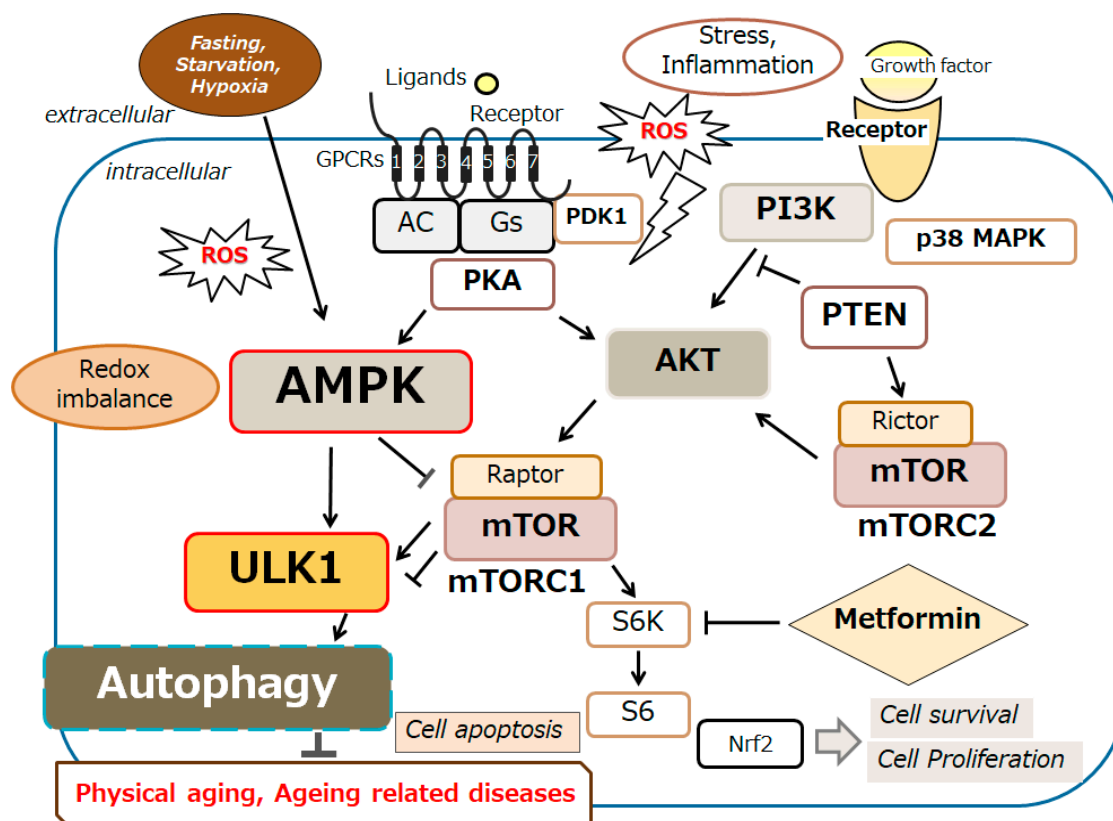 Fasting,
Starvation,
Hypoxia
extracellular
intracellular
Ligands
Receptor
GPCRs
1 2 3 4 5 6 7
AC
Gs
PDK1
PKA
Stress,
Inflammation
ROS
Growth factor
Receptor
PI3K
p38 MAPK
PTEN
ROS
Redox
imbalance
AMPK
AKT
Rictor
mTOR
mTORC2
Raptor
mTOR
mTORC1
ULK1
S6K
Metformin
Autophagy
S6
Cell apoptosis
Nrf2
Cell survival
Cell Proliferation
Physical aging, Ageing related diseases